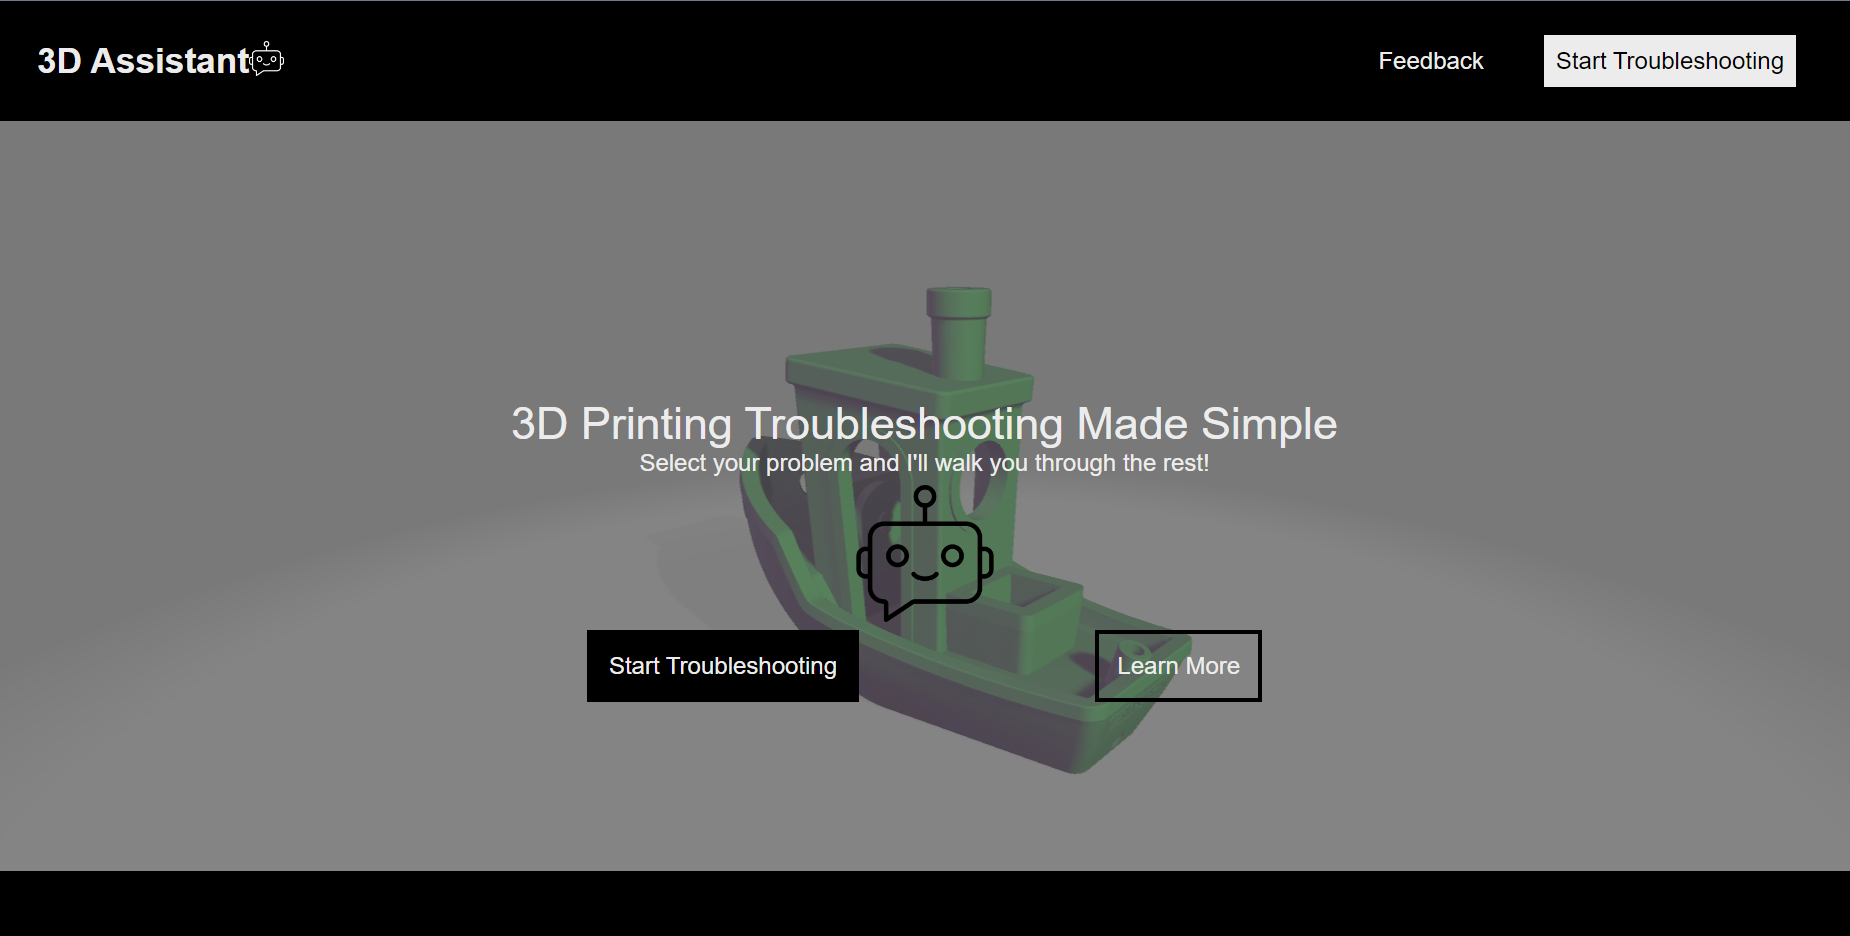 3D Assistant
Feedback
Start Troubleshooting
3D Printing Troubleshooting Made Simple
Select your problem and I'll walk you through the rest!
Start Troubleshooting
Learn More